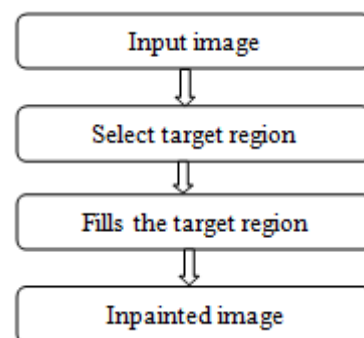 Input image
Select target region
Fills the target region
Inpainted image